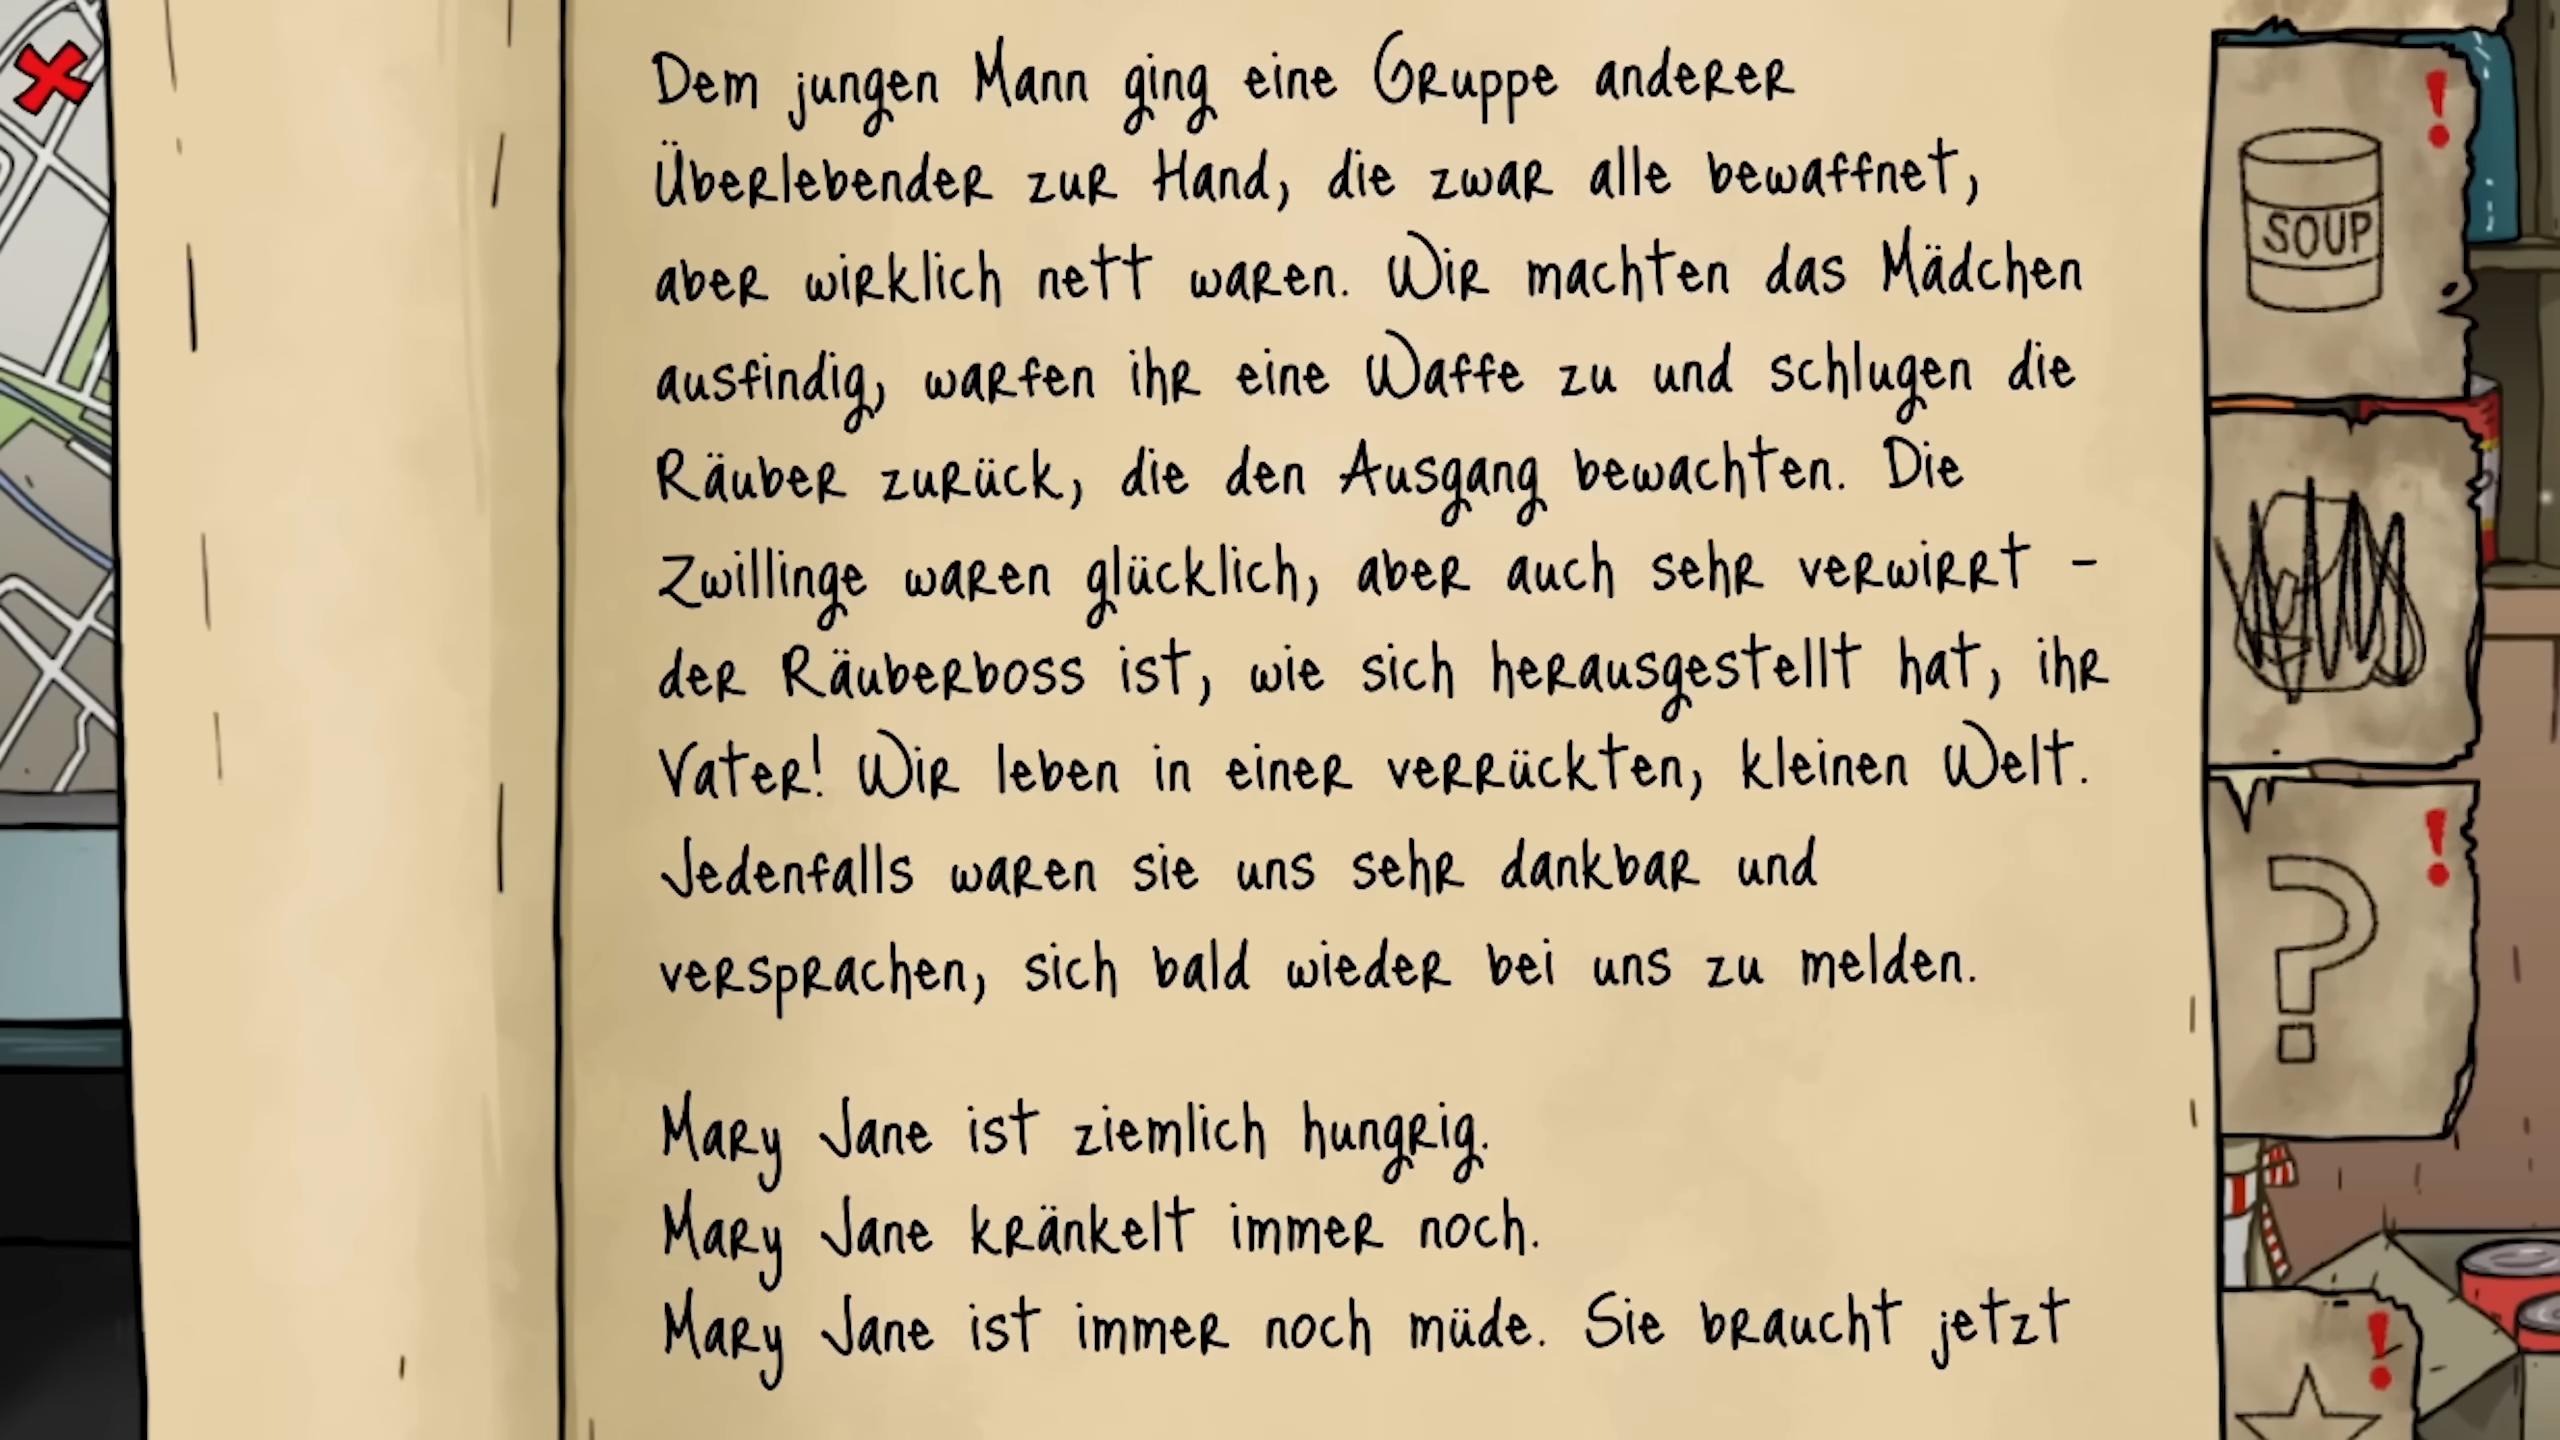 Dem jungen Mann ging eine Gruppe anderer
Überlebender zur Hand, die zwar alle bewaffnet,
aber wirklich nett waren. Wir machten das Mädchen
ausfindig, warfen ihr eine Waffe zu und schlugen die
Räuber zurück, die den Ausgang bewachten. Die
Zwillinge waren glücklich, aber auch sehr verwirrt -
der Räuberboss ist, wie sich herausgestellt hat, ihr
Vater! Wir leben in einer verrückten, kleinen Welt.
Jedenfalls waren sie uns sehr dankbar und
versprachen, sich bald wieder bei uns zu melden.
Mary Jane ist ziemlich hungrig.
Mary Jane kränkelt immer noch.
Mary Jane ist immer noch müde. Sie braucht jetzt
!
SOUP
!
?
!